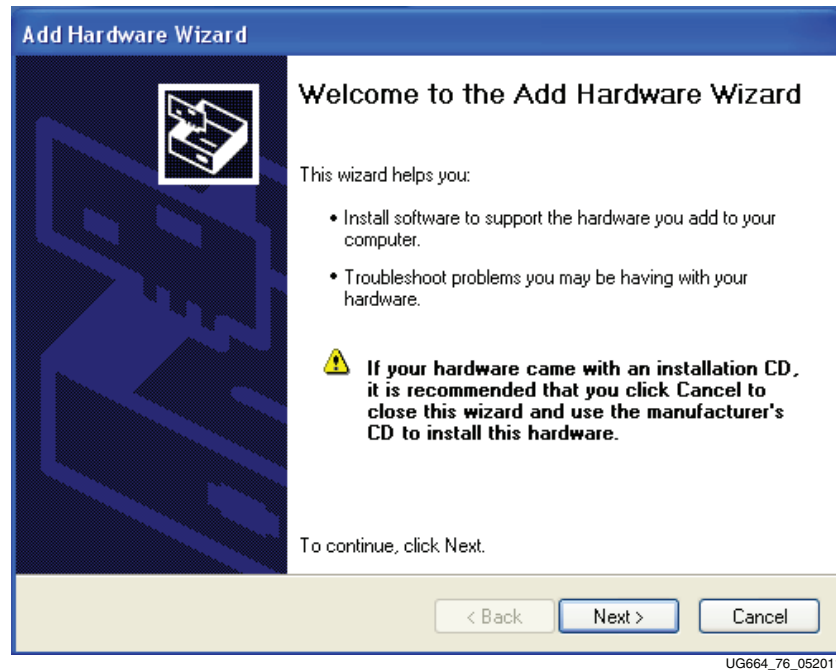 Add Hardware Wizard
Welcome to the Add Hardware Wizard
This wizard helps you:
• Install software to support the hardware you add to your
computer.
• Troubleshoot problems you may be having with your
hardware.
If your hardware came with an installation CD,
it is recommended that you click Cancel to
close this wizard and use the manufacturer's
CD to install this hardware.
To continue, click Next.
< Back Next > Cancel
UG664_76_05201